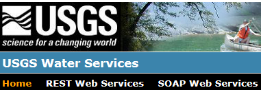 USGS
science for a changing world
USGS Water Services
Home REST Web Services SOAP Web Services